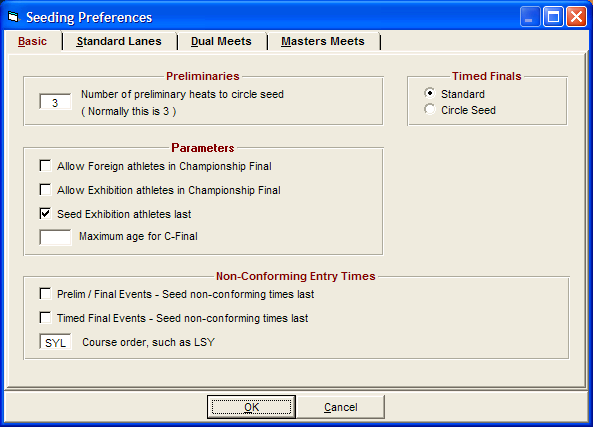 Seeding Preferences
Basic Standard Lanes Dual Meets Masters Meets
Preliminaries
3 Number of preliminary heats to circle seed
( Normally this is 3 )
Timed Finals
Standard
Circle Seed
Parameters
Allow Foreign athletes in Championship Final
Allow Exhibition athletes in Championship Final
Seed Exhibition athletes last
Maximum age for C-Final
Non-Conforming Entry Times
Prelim / Final Events - Seed non-conforming times last
Timed Final Events - Seed non-conforming times last
SYL Course order, such as LSY
OK Cancel